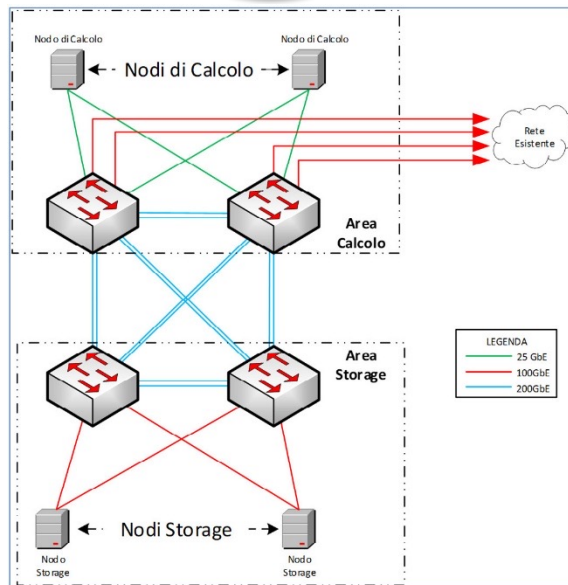 Nodo di Calcolo
Nodo di Calcolo
Nodi di Calcolo
Rete
Esistente
Area
Calcolo
Area
Storage
LEGENDA
25 GbE
100GbE
200GbE
Nodi Storage
Nodo
Storage
Nodo
Storage